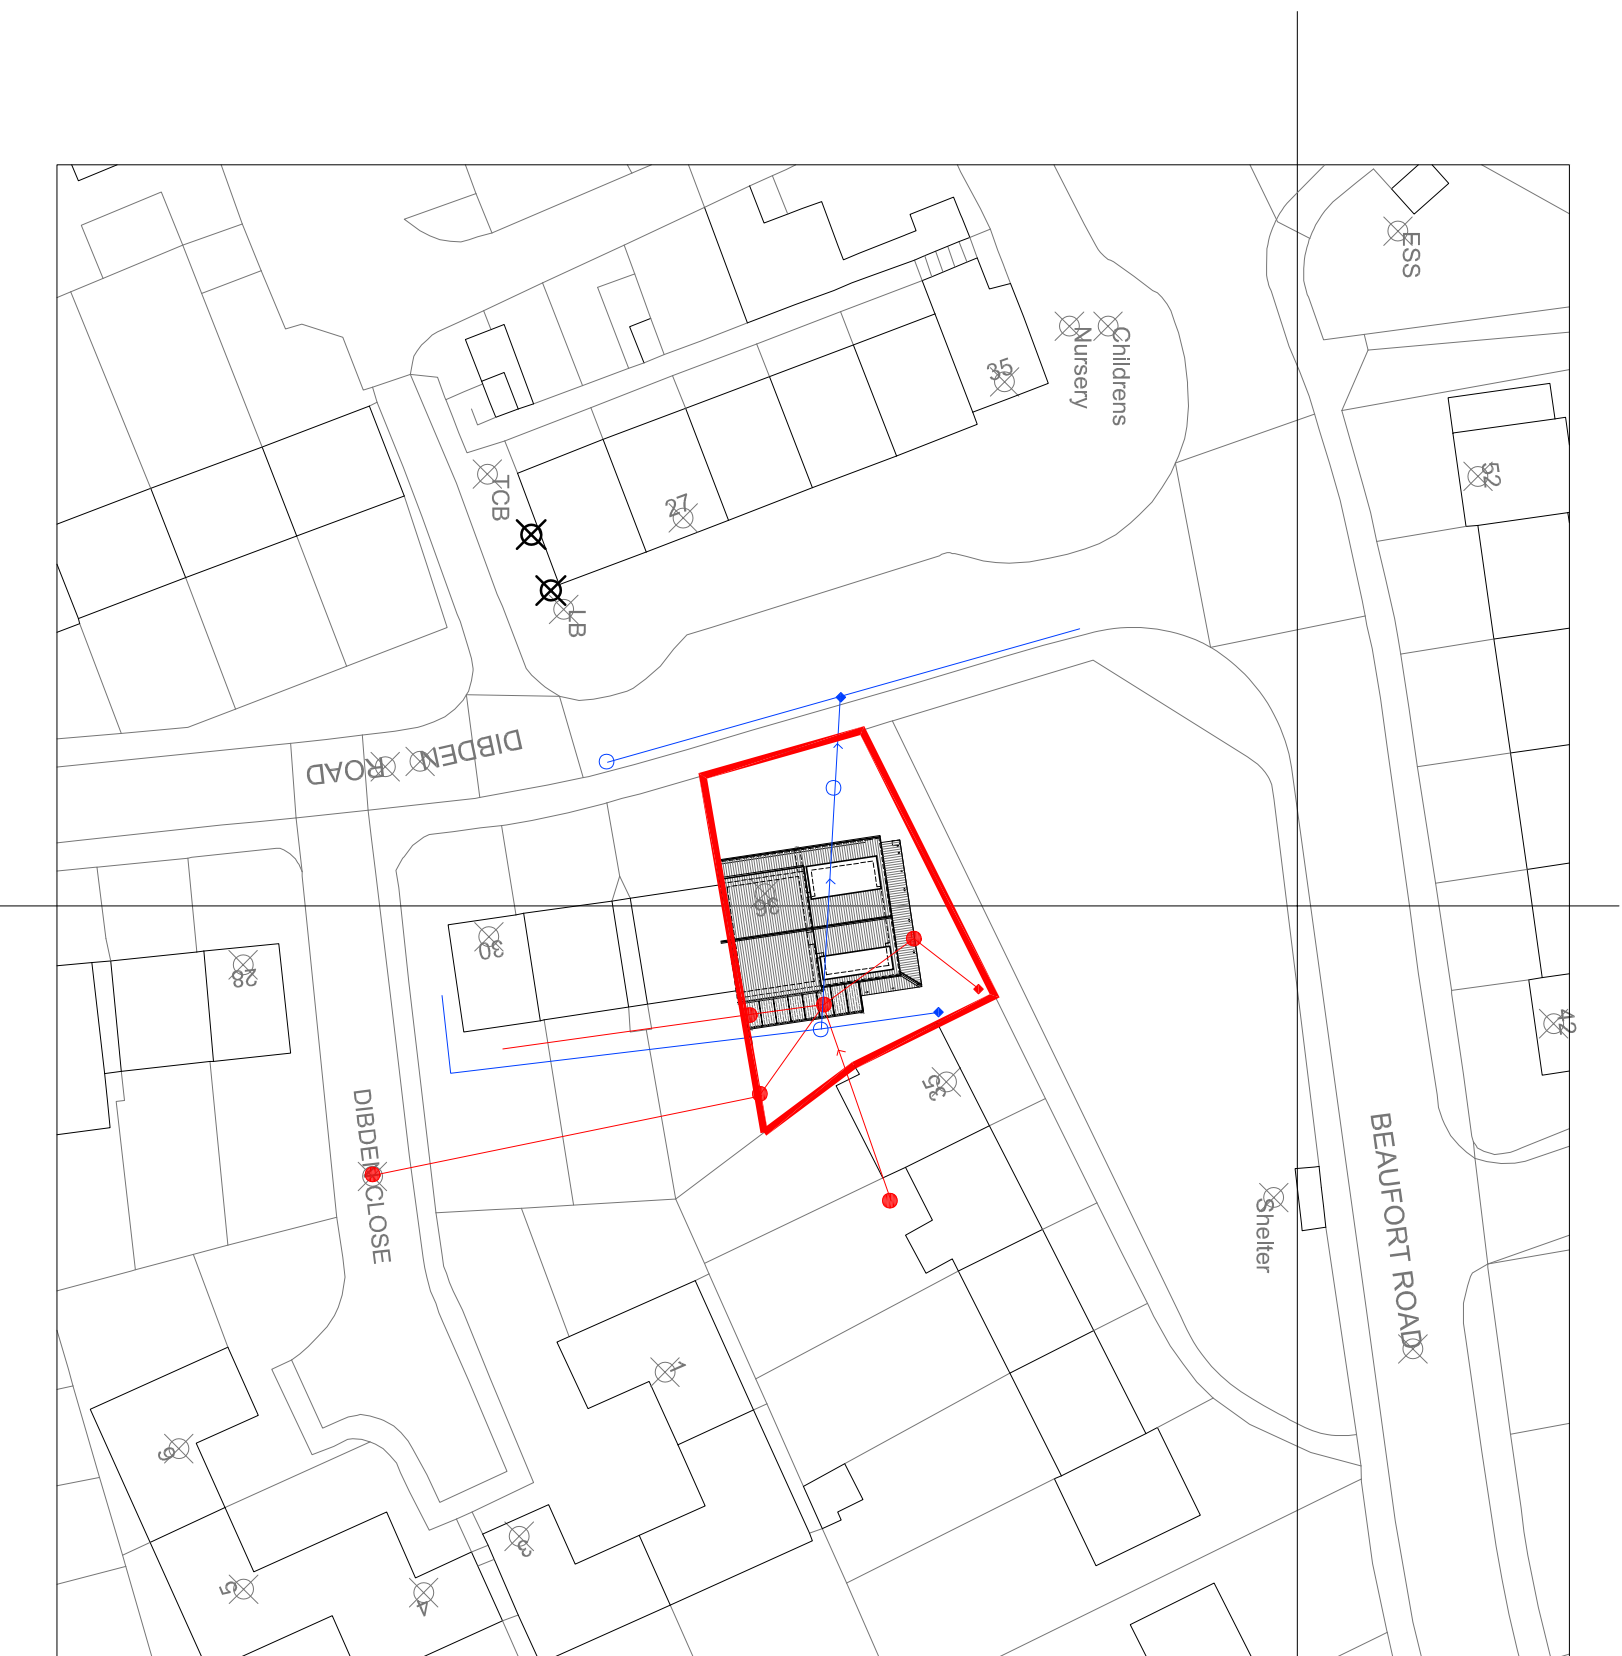 ESS
Nursery
Childrens
35
52
TCB
27
LB
DIBDEN
ROAD
36
30
28
42
35
DIBDEN CLOSE
BEAUFORT ROAD
Shelter
1
6
3
5
4